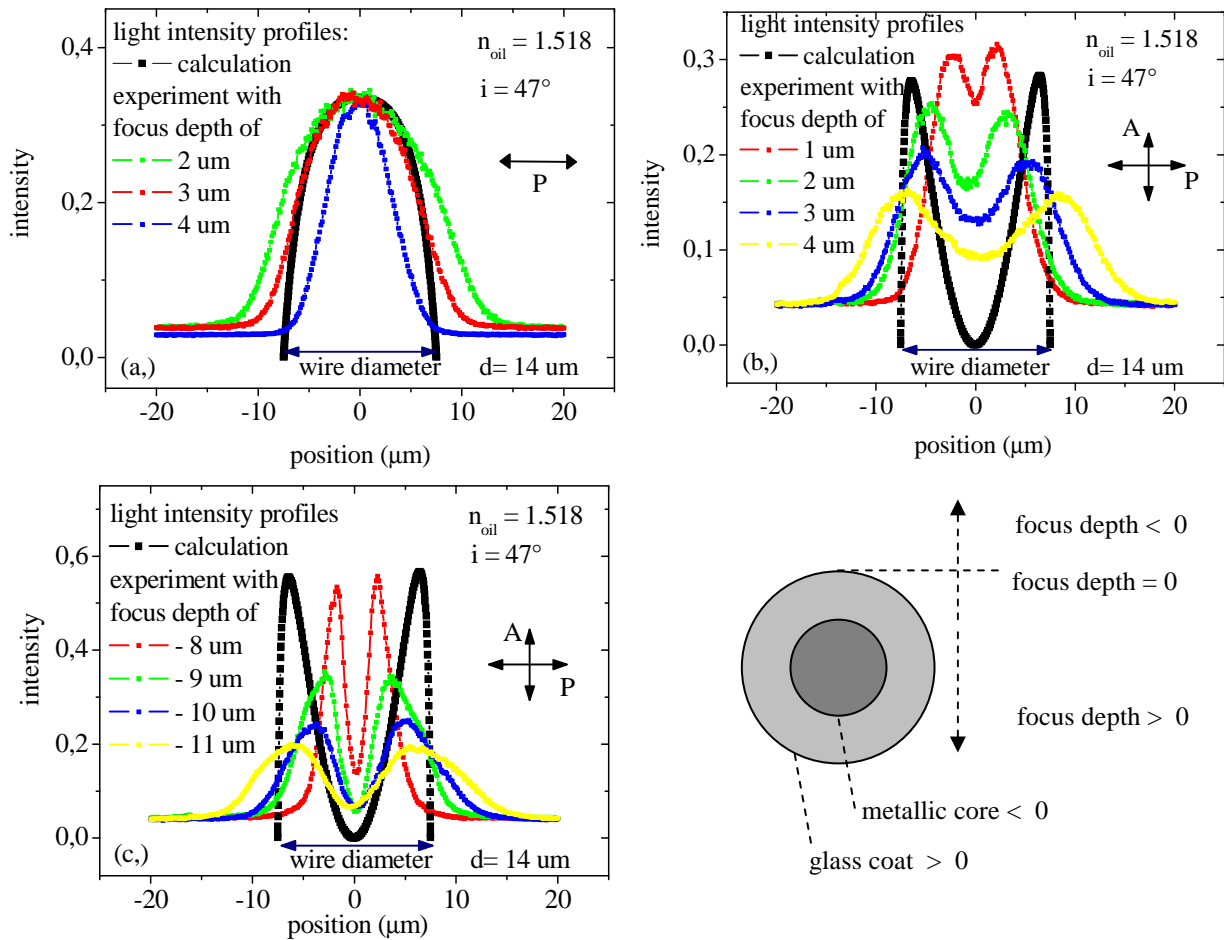 light intensity profiles:
calculation
experiment with
focus depth of
2 um
3 um
4 um
n_oil = 1.518
i = 47°
P
0,4
0,2
0,0
intensity
(a,)
wire diameter
d= 14 um
-20 -10 0 10 20
position (μm)
light intensity profiles
calculation
experiment with
focus depth of
1 um
2 um
3 um
4 um
n_oil = 1.518
i = 47°
A
P
0,3
0,2
0,1
0,0
intensity
(b,)
wire diameter
d= 14 um
-20 -10 0 10 20
position (μm)
light intensity profiles
calculation
experiment with
focus depth of
- 8 um
- 9 um
- 10 um
- 11 um
n_oil = 1.518
i = 47°
A
P
0,6
0,4
0,2
0,0
intensity
(c,)
wire diameter
d= 14 um
-20 -10 0 10 20
position (μm)
focus depth < 0
focus depth = 0
focus depth > 0
metallic core < 0
glass coat > 0